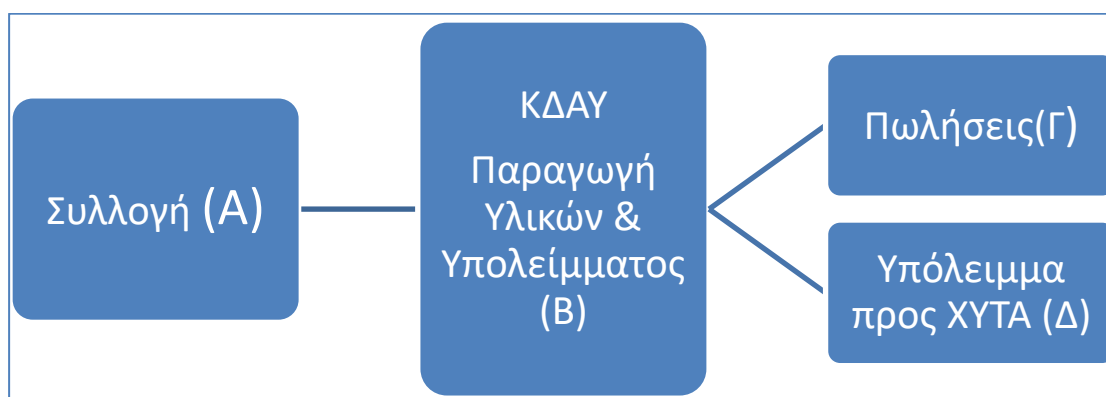 Συλλογή (Α)
ΚΔΑΥ
Παραγωγή
Υλικών &
Υπολείμματος
(Β)
Πωλήσεις(Γ)
Υπόλειμμα
προς ΧΥΤΑ (Δ)